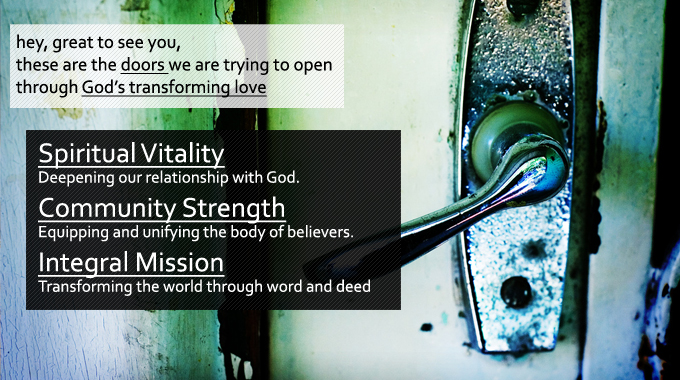 hey, great to see you,
these are the doors we are trying to open
through God's transforming love
Spiritual Vitality
Deepening our relationship with God.
Community Strength
Equipping and unifying the body of believers.
Integral Mission
Transforming the world through word and deed